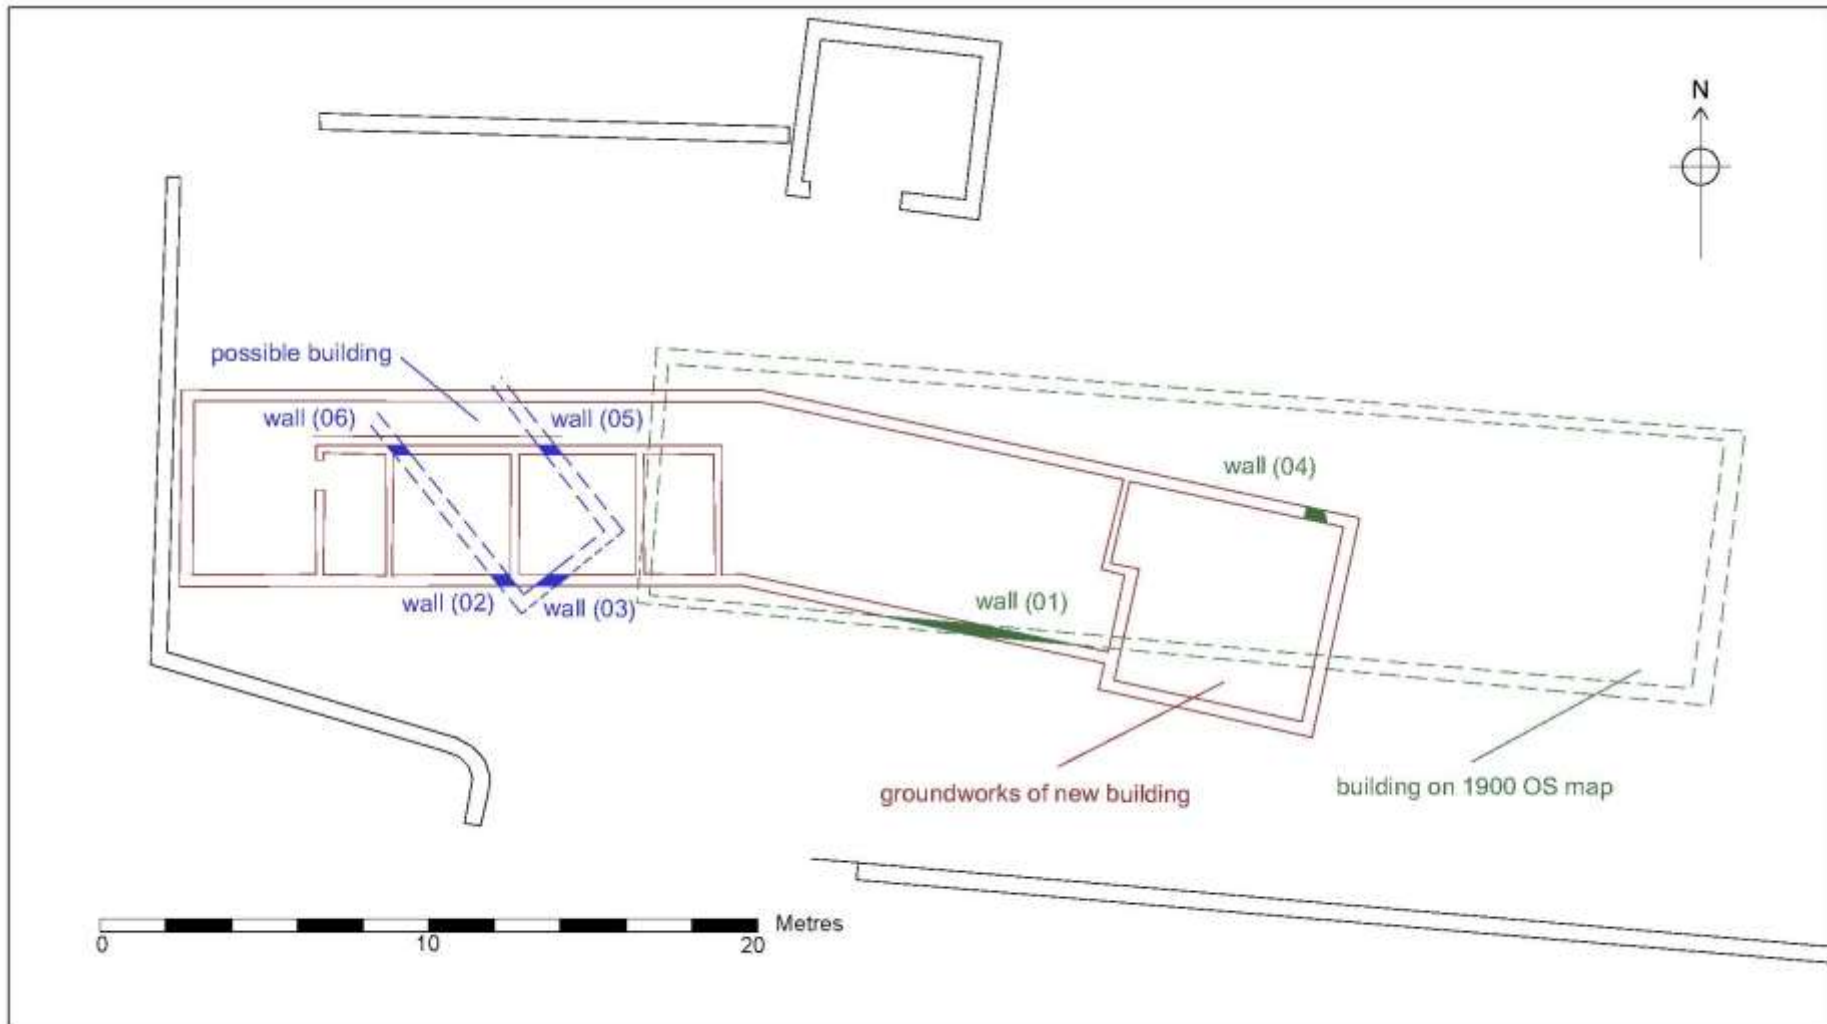 N
possible building
wall (06)
wall (05)
wall (04)
wall (02)
wall (03)
wall (01)
groundworks of new building
building on 1900 OS map
Metres
0
10
20